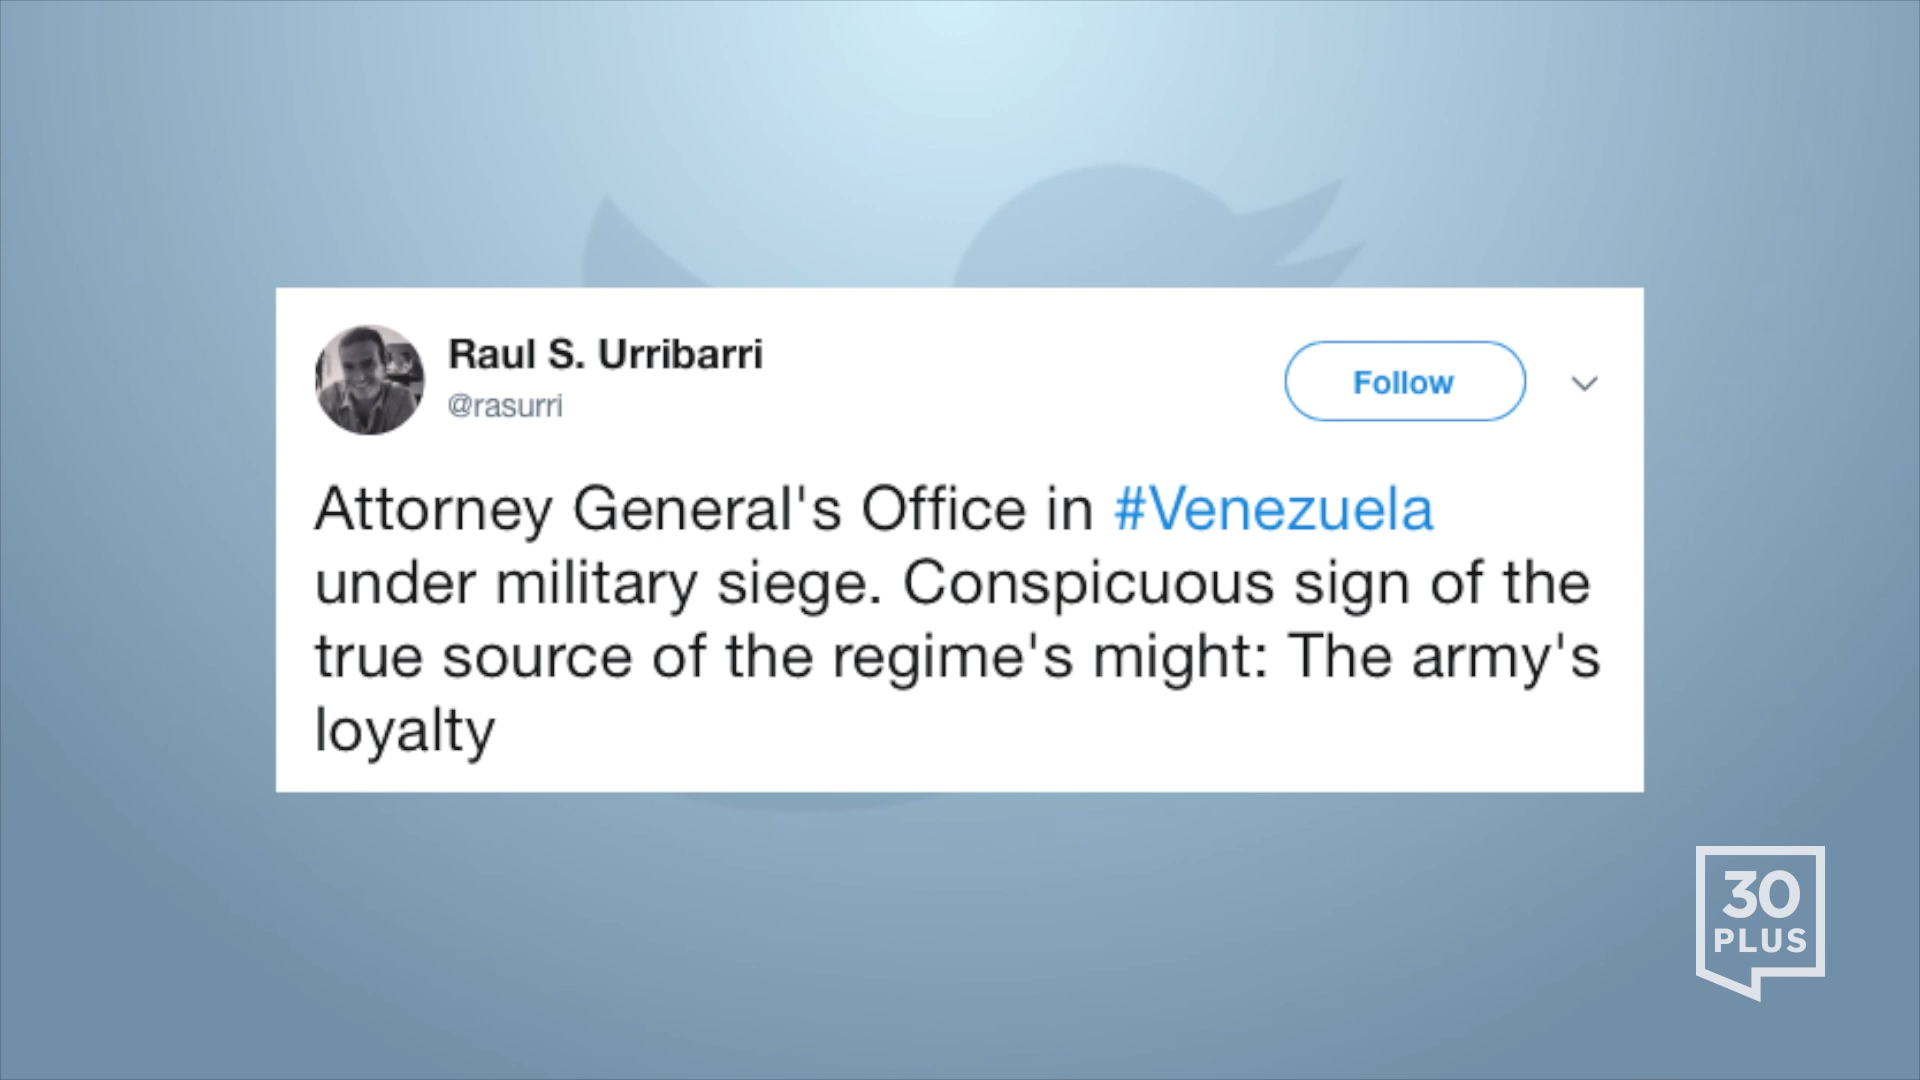 Raul S. Urribarri
@rasurri
Follow
Attorney General's Office in #Venezuela
under military siege. Conspicuous sign of the
true source of the regime's might: The army's
loyalty
30
PLUS